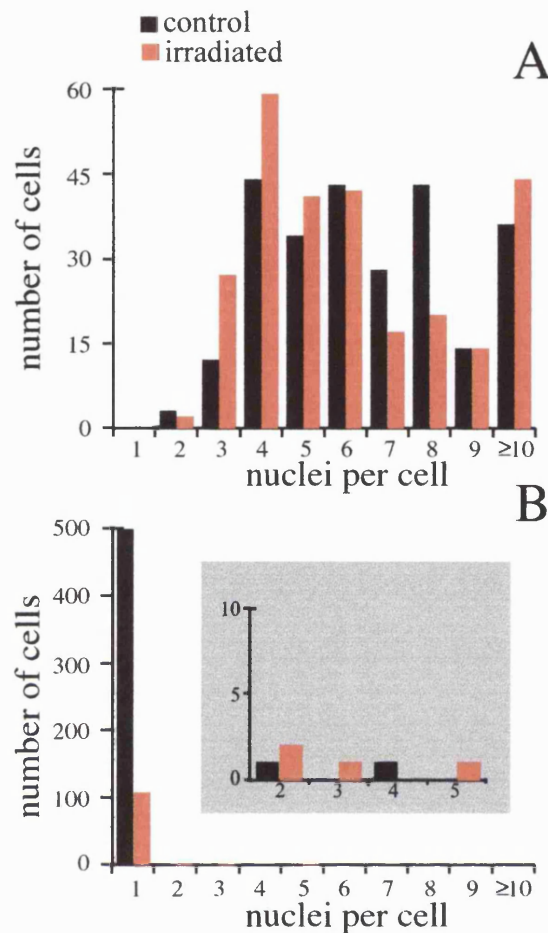 control
irradiated
A
60
45
30
15
0
number of cells
1 2 3 4 5 6 7 8 9 ≥10
nuclei per cell
B
500
400
300
200
100
0
number of cells
10
5
0
2 3 4 5
1 2 3 4 5 6 7 8 9 ≥10
nuclei per cell